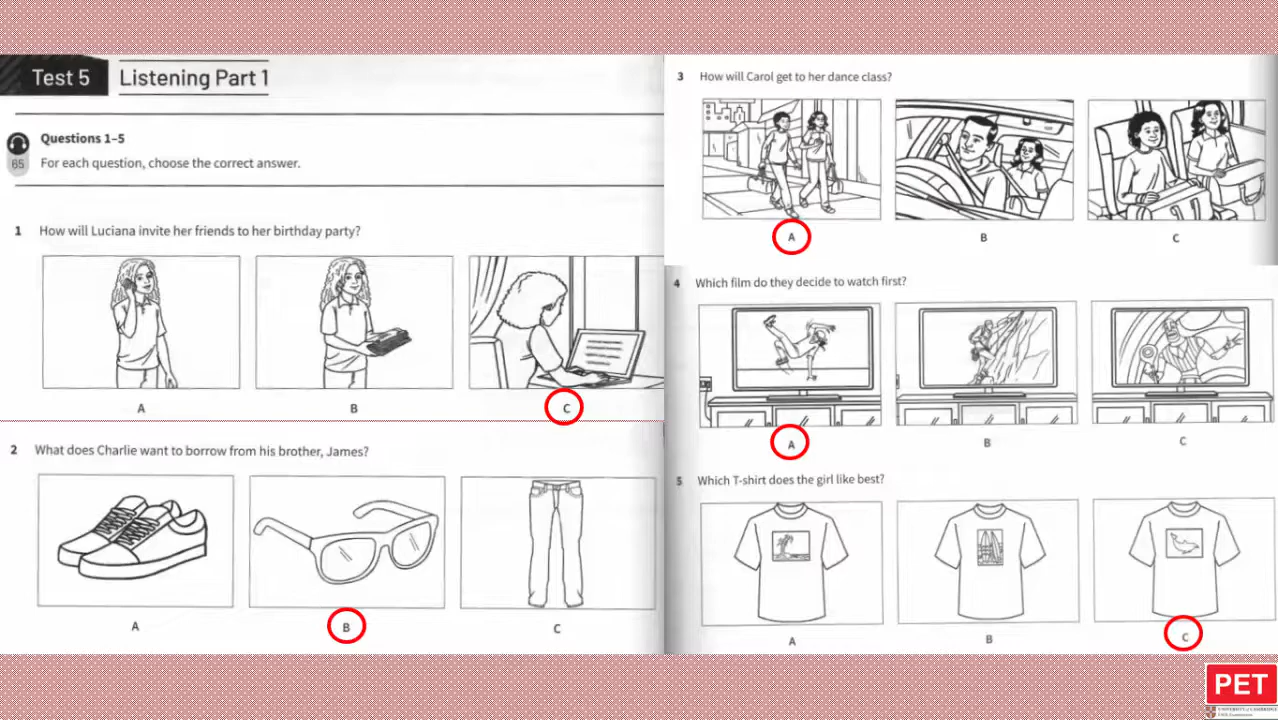 Test 5
Listening Part 1
65
Questions 1–5
For each question, choose the correct answer.
1 How will Luciana invite her friends to her birthday party?
A
B
C
2 What does Charlie want to borrow from his brother, James?
A
B
C
3 How will Carol get to her dance class?
A
B
C
4 Which film do they decide to watch first?
A
B
C
5 Which T-shirt does the girl like best?
A
B
C
PET
UNIVERSITY of CAMBRIDGE